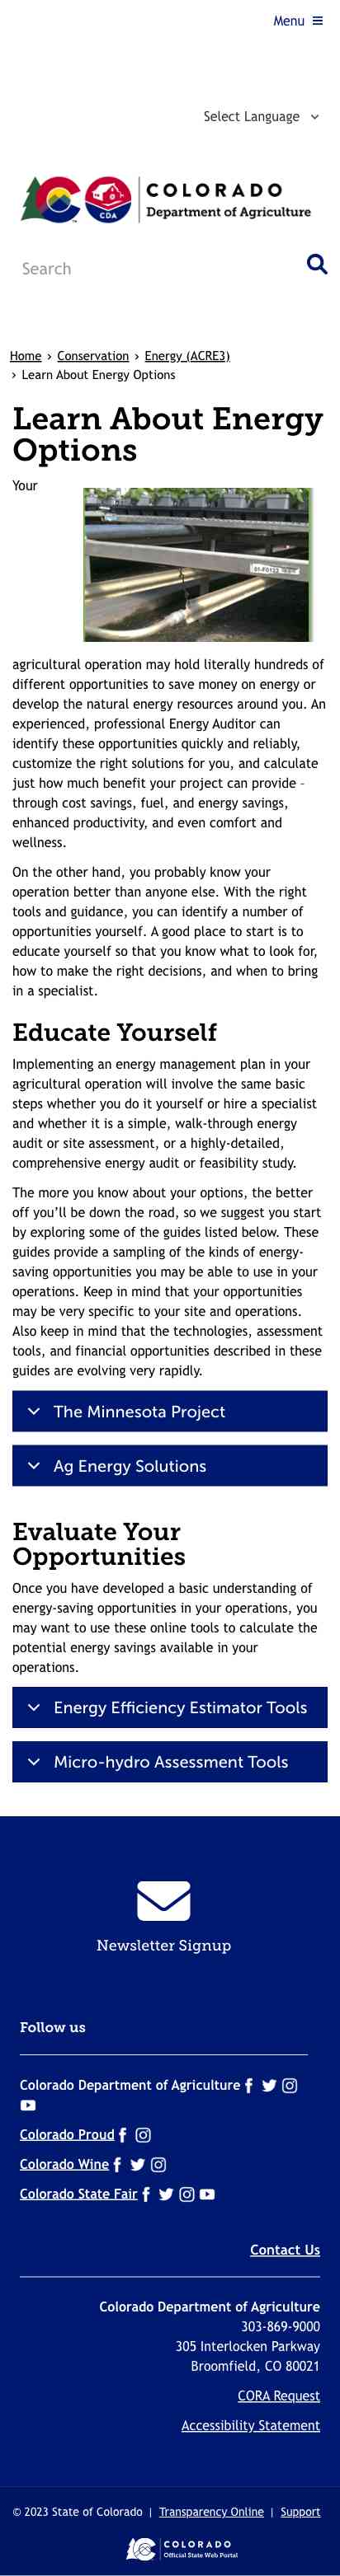 Menu
Select Language
COLORADO
Department of Agriculture
CDA
Search
Home › Conservation › Energy (ACRE3)
› Learn About Energy Options
Learn About Energy
Options
Your
agricultural operation may hold literally hundreds of
different opportunities to save money on energy or
develop the natural energy resources around you. An
experienced, professional Energy Auditor can
identify these opportunities quickly and reliably,
customize the right solutions for you, and calculate
just how much benefit your project can provide –
through cost savings, fuel, and energy savings,
enhanced productivity, and even comfort and
wellness.
On the other hand, you probably know your
operation better than anyone else. With the right
tools and guidance, you can identify a number of
opportunities yourself. A good place to start is to
educate yourself so that you know what to look for,
how to make the right decisions, and when to bring
in a specialist.
Educate Yourself
Implementing an energy management plan in your
agricultural operation will involve the same basic
steps whether you do it yourself or hire a specialist
and whether it is a simple, walk-through energy
audit or site assessment, or a highly-detailed,
comprehensive energy audit or feasibility study.
The more you know about your options, the better
off you’ll be down the road, so we suggest you start
by exploring some of the guides listed below. These
guides provide a sampling of the kinds of energy-
saving opportunities you may be able to use in your
operations. Keep in mind that your opportunities
may be very specific to your site and operations.
Also keep in mind that the technologies, assessment
tools, and financial opportunities described in these
guides are evolving very rapidly.
The Minnesota Project
Ag Energy Solutions
Evaluate Your
Opportunities
Once you have developed a basic understanding of
energy-saving opportunities in your operations, you
may want to use these online tools to calculate the
potential energy savings available in your
operations.
Energy Efficiency Estimator Tools
Micro-hydro Assessment Tools
Newsletter Signup
Follow us
Colorado Department of Agriculture
Colorado Proud
Colorado Wine
Colorado State Fair
Contact Us
Colorado Department of Agriculture
303-869-9000
305 Interlocken Parkway
Broomfield, CO 80021
CORA Request
Accessibility Statement
© 2023 State of Colorado | Transparency Online | Support
COLORADO
Official State Web Portal